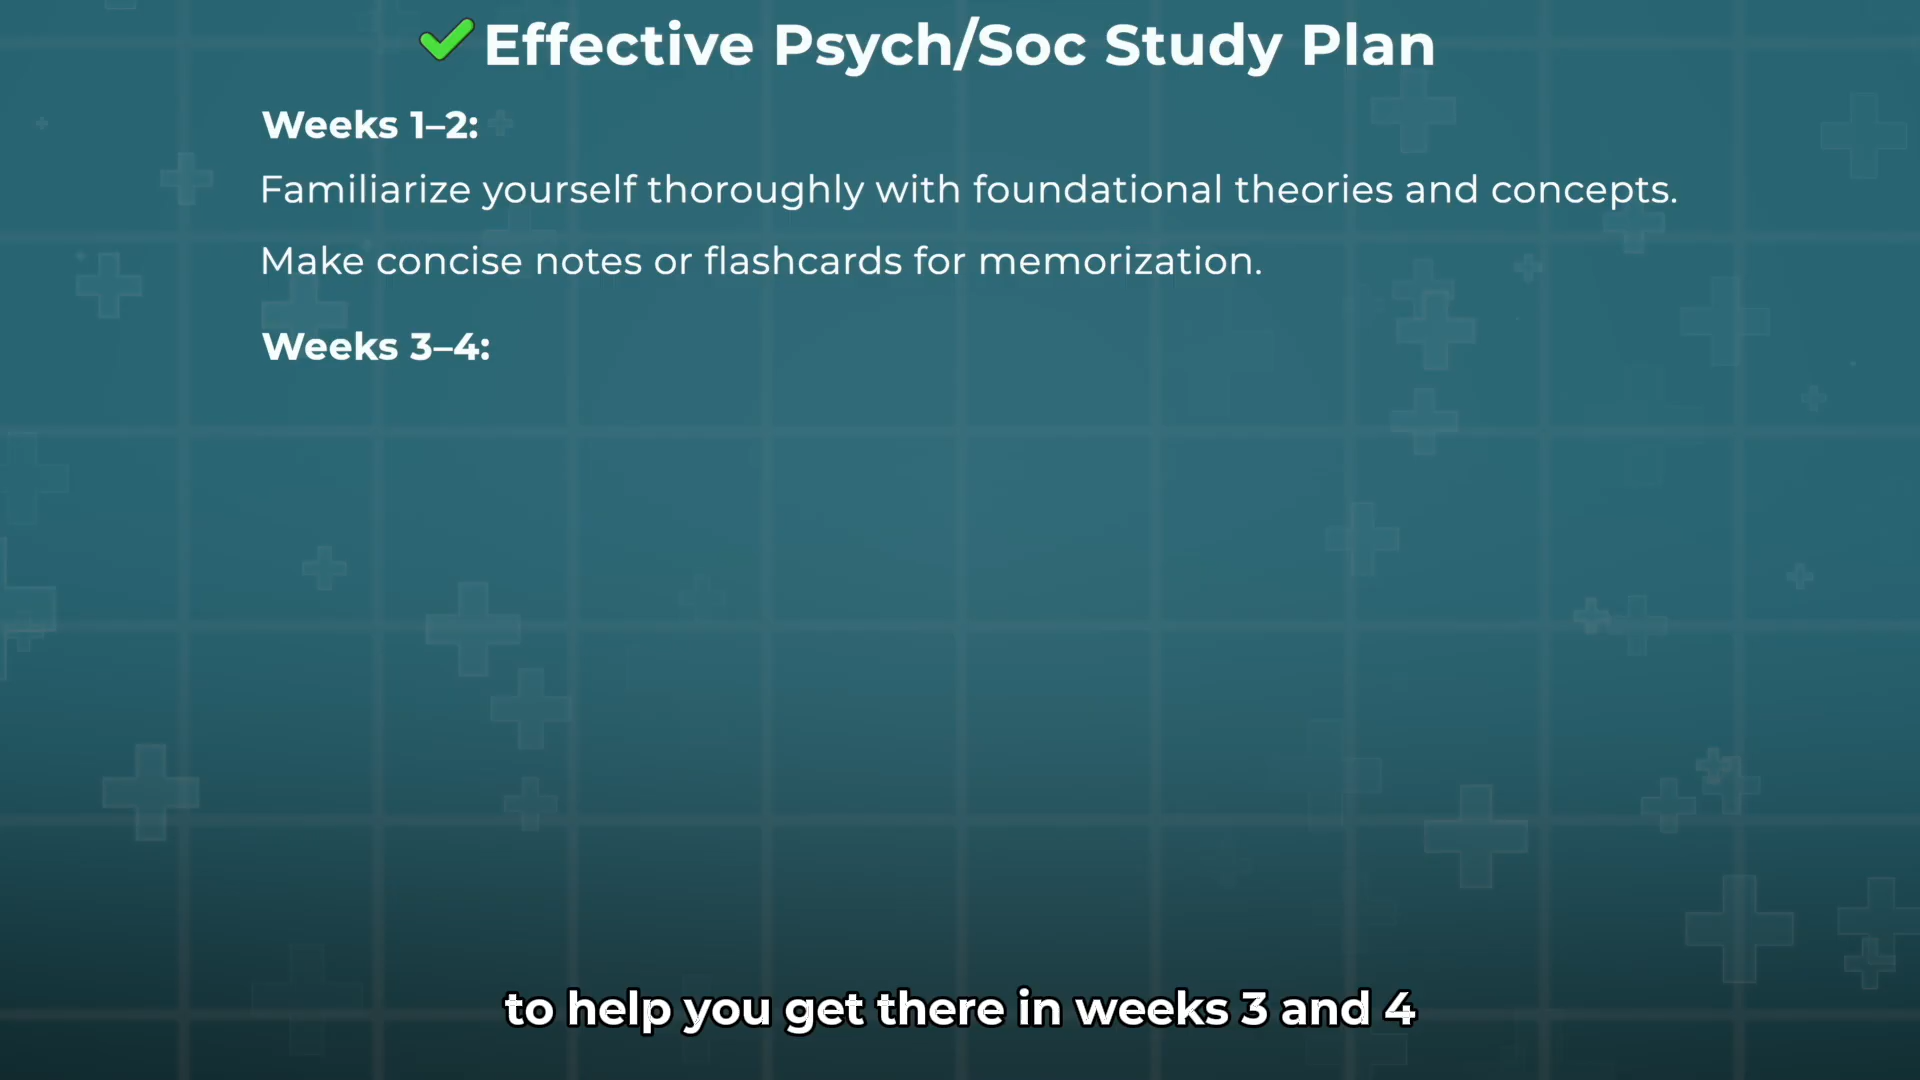 Effective Psych/Soc Study Plan
Weeks 1–2:
Familiarize yourself thoroughly with foundational theories and concepts.
Make concise notes or flashcards for memorization.
Weeks 3–4:
to help you get there in weeks 3 and 4